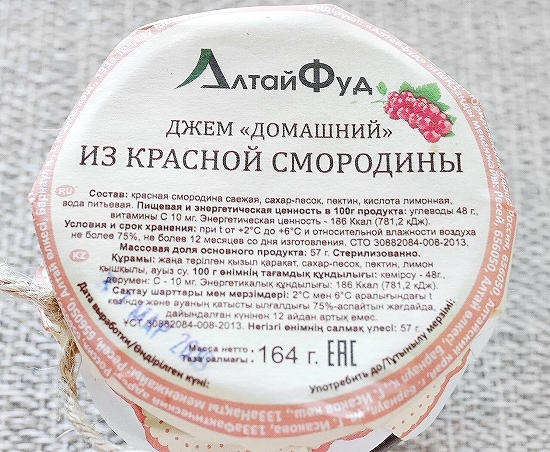 АлтайФуд
ДЖЕМ «ДОМАШНИЙ»
ИЗ КРАСНОЙ СМОРОДИНЫ
RU
Состав: красная смородина свежая, сахар-песок, пектин, кислота лимонная,
вода питьевая. Пищевая и энергетическая ценность в 100г продукта: углеводы 48 г.,
витамины С 10 мг. Энергетическая ценность - 186 Ккал (781,2 кДж).
Условия и срок хранения: при t от +2°С до +6°С и относительной влажности воздуха
не более 75%, не более 12 месяцев со дня изготовления. СТО 30882084-008-2013.
Массовая доля основного продукта: 57 г. Стерилизованно.
KZ
Құрамы: жаңа терілген қызыл қарақат, сахар-песок, пектин, лимон
қышқылы, ауыз су. 100 г өнімнің тағамдық құндылығы: көмірсу - 48г.,
дәрумен: С - 10 мг. Энергетикалық құндылығы: 186 Ккал (781,2 кДж)
Сақтау шарттары мен мерзімдері: 2°С мен 6°С аралығындағы t
кезінде және ауаның қатысты ылғалдығы 75%-аспайтын жағдайда,
дайындалған күнінен 12 айдан артық емес.
СТ 30882084-008-2013. Негізгі өнімнің салмақ үлесі: 57 г.
МАР
Масса нетто :
Таза салмағы : 164 г. ЕАС
Дата выработки/Өндірілген күні:
Употребить до/Тұтынылу мерзімі: